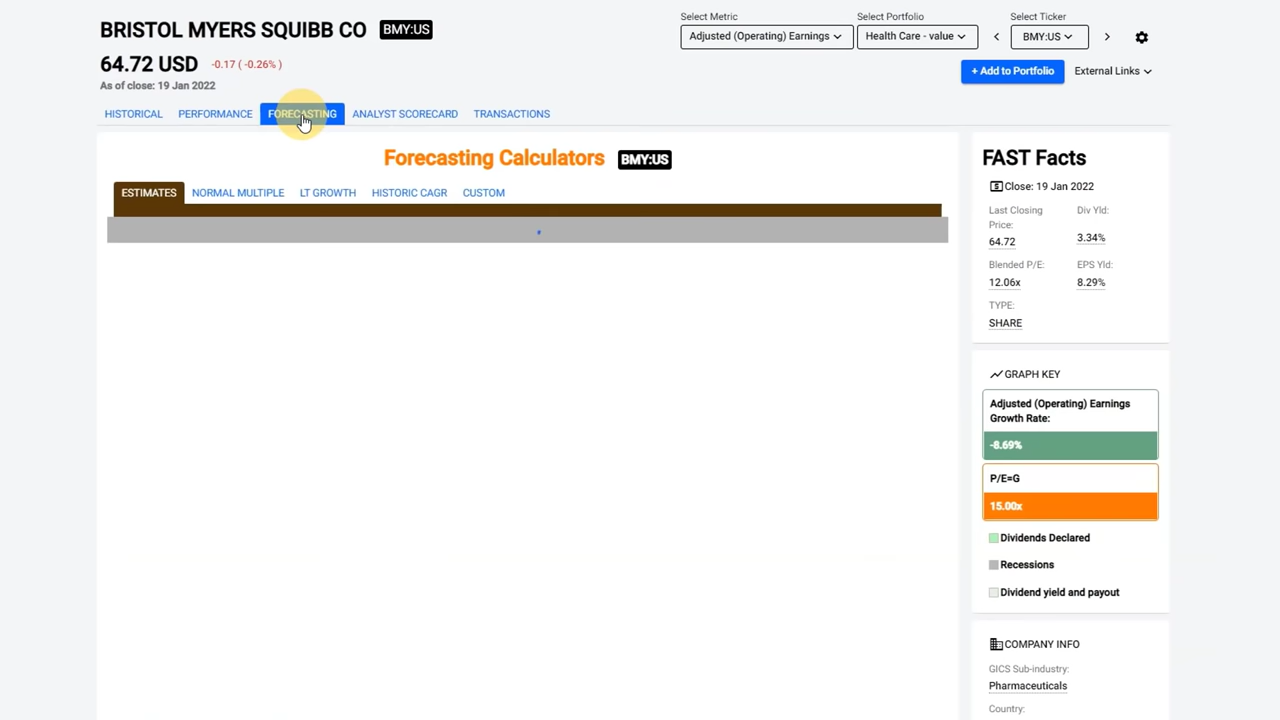 BRISTOL MYERS SQUIBB CO BMY:US
64.72 USD -0.17 ( -0.26% )
As of close: 19 Jan 2022
Select Metric
Adjusted (Operating) Earnings
Select Portfolio
Health Care - value
Select Ticker
BMY:US
+ Add to Portfolio
External Links
HISTORICAL PERFORMANCE FORECASTING ANALYST SCORECARD TRANSACTIONS
Forecasting Calculators BMY:US
ESTIMATES NORMAL MULTIPLE LT GROWTH HISTORIC CAGR CUSTOM
FAST Facts
Close: 19 Jan 2022
Last Closing
Price:
64.72
Div Yld:
3.34%
Blended P/E:
12.06x
EPS Yld:
8.29%
TYPE:
SHARE
GRAPH KEY
Adjusted (Operating) Earnings
Growth Rate:
-8.69%
P/E=G
15.00x
Dividends Declared
Recessions
Dividend yield and payout
COMPANY INFO
GICS Sub-industry:
Pharmaceuticals
Country: